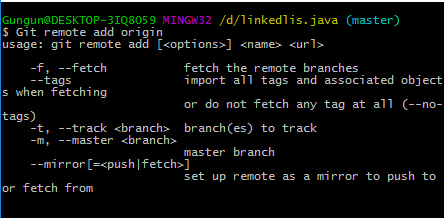 Gungun@DESKTOP-3IQ8O59 MINGW32 /d/linkedlis.java (master)
$ Git remote add origin
usage: git remote add [<options>] <name> <url>
-f, --fetch           fetch the remote branches
--tags                import all tags and associated object
s when fetching
or do not fetch any tag at all (--no-
tags)
-t, --track <branch>  branch(es) to track
-m, --master <branch>
master branch
--mirror[=<push|fetch>]
set up remote as a mirror to push to
or fetch from